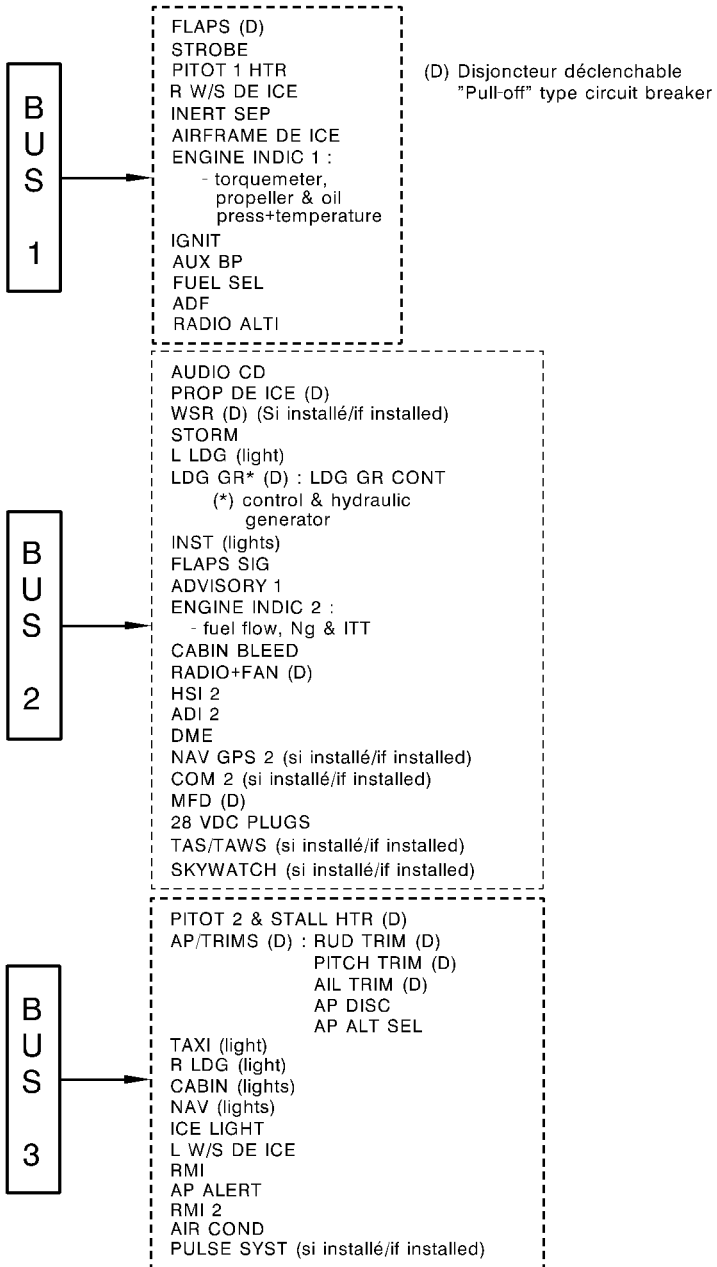 BUS 1
FLAPS (D)
STROBE
PITOT 1 HTR
R W/S DE ICE
INERT SEP
AIRFRAME DE ICE
ENGINE INDIC 1 :
- torquemeter,
propeller & oil
press+temperature
IGNIT
AUX BP
FUEL SEL
ADF
RADIO ALTI
(D) Disjoncteur déclenchable
"Pull-off" type circuit breaker
BUS 2
AUDIO CD
PROP DE ICE (D)
WSR (D) (Si installé/if installed)
STORM
L LDG (light)
LDG GR* (D) : LDG GR CONT
(*) control & hydraulic
generator
INST (lights)
FLAPS SIG
ADVISORY 1
ENGINE INDIC 2 :
- fuel flow, Ng & ITT
CABIN BLEED
RADIO+FAN (D)
HSI 2
ADI 2
DME
NAV GPS 2 (si installé/if installed)
COM 2 (si installé/if installed)
MFD (D)
28 VDC PLUGS
TAS/TAWS (si installé/if installed)
SKYWATCH (si installé/if installed)
BUS 3
PITOT 2 & STALL HTR (D)
AP/TRIMS (D) : RUD TRIM (D)
PITCH TRIM (D)
AIL TRIM (D)
AP DISC
AP ALT SEL
TAXI (light)
R LDG (light)
CABIN (lights)
NAV (lights)
ICE LIGHT
L W/S DE ICE
RMI
AP ALERT
RMI 2
AIR COND
PULSE SYST (si installé/if installed)